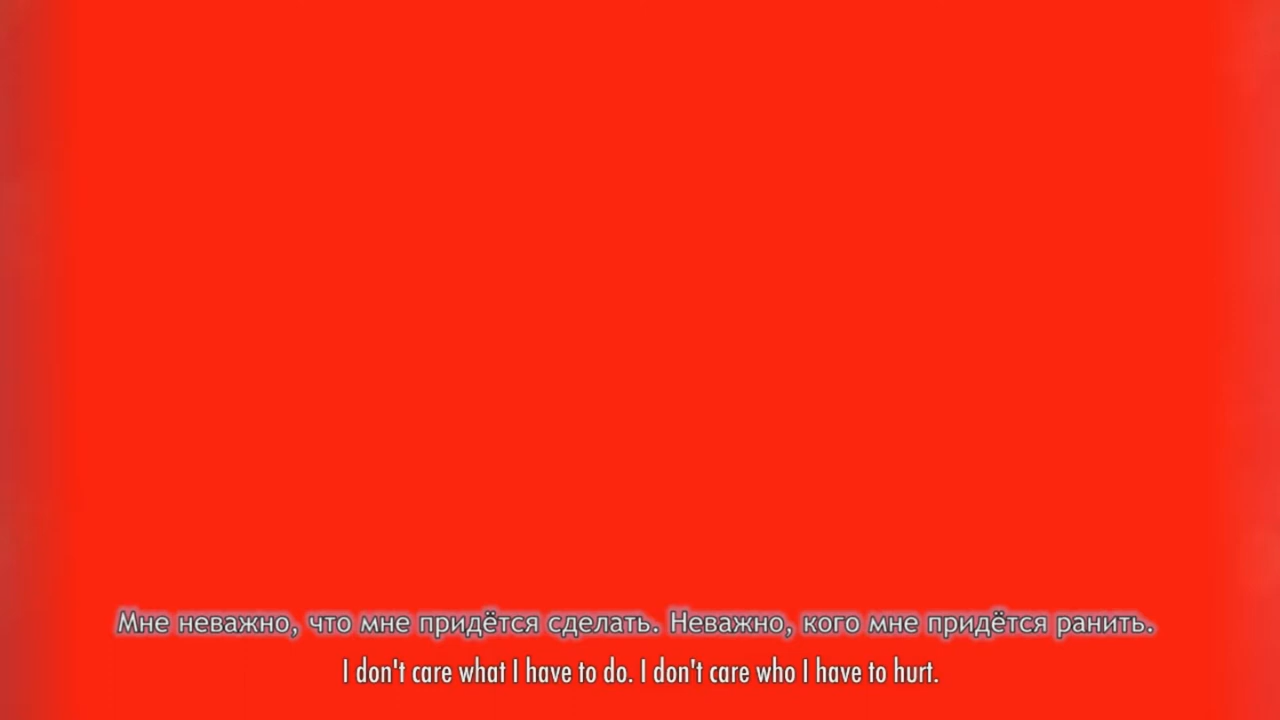 Мне неважно, что мне придётся сделать. Неважно, кого мне придётся ранить.
I don't care what I have to do. I don't care who I have to hurt.